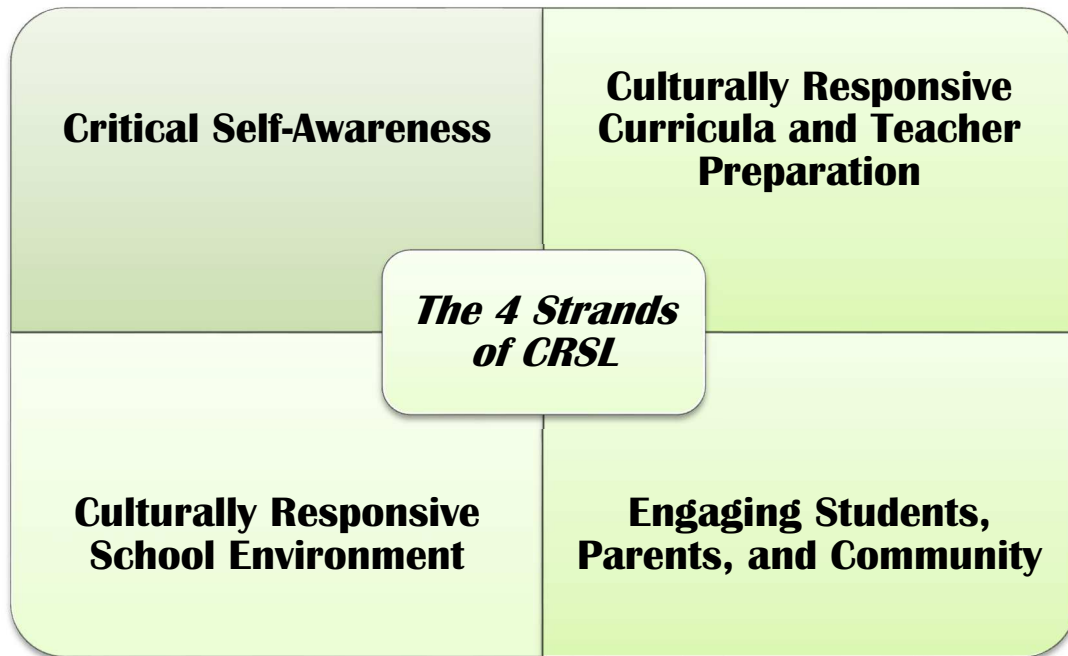 Critical Self-Awareness
Culturally Responsive
Curricula and Teacher
Preparation
The 4 Strands
of CRSL
Culturally Responsive
School Environment
Engaging Students,
Parents, and Community